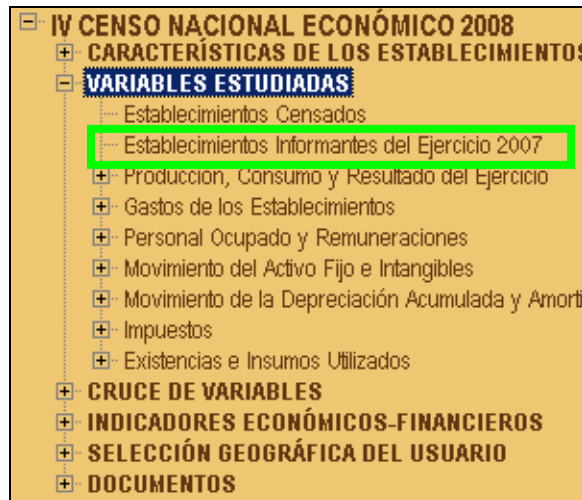 IV CENSO NACIONAL ECONÓMICO 2008
CARACTERÍSTICAS DE LOS ESTABLECIMIENTOS
VARIABLES ESTUDIADAS
Establecimientos Censados
Establecimientos Informantes del Ejercicio 2007
Producción, Consumo y Resultado del Ejercicio
Gastos de los Establecimientos
Personal Ocupado y Remuneraciones
Movimiento del Activo Fijo e Intangibles
Movimiento de la Depreciación Acumulada y Amorti
Impuestos
Existencias e Insumos Utilizados
CRUCE DE VARIABLES
INDICADORES ECONÓMICOS-FINANCIEROS
SELECCIÓN GEOGRÁFICA DEL USUARIO
DOCUMENTOS